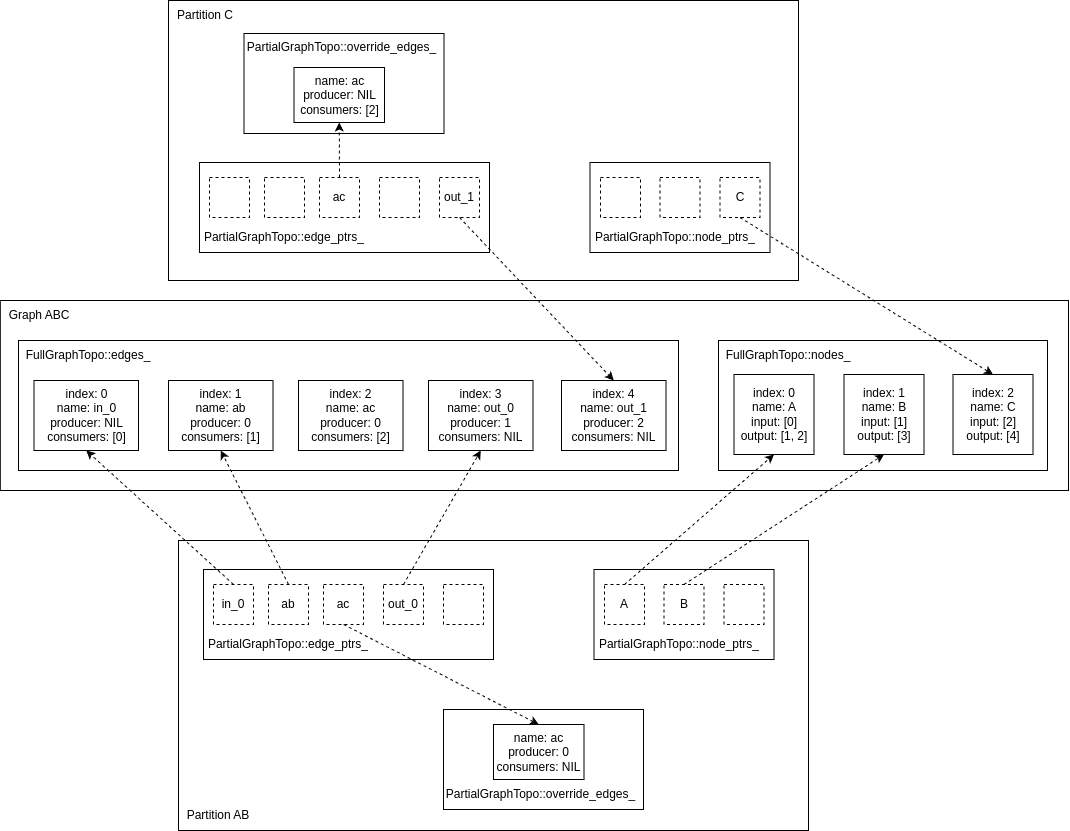 Partition C
PartialGraphTopo::override_edges_
name: ac
producer: NIL
consumers: [2]
ac
out_1
PartialGraphTopo::edge_ptrs_
C
PartialGraphTopo::node_ptrs_
Graph ABC
FullGraphTopo::edges_
index: 0
name: in_0
producer: NIL
consumers: [0]
index: 1
name: ab
producer: 0
consumers: [1]
index: 2
name: ac
producer: 0
consumers: [2]
index: 3
name: out_0
producer: 1
consumers: NIL
index: 4
name: out_1
producer: 2
consumers: NIL
FullGraphTopo::nodes_
index: 0
name: A
input: [0]
output: [1, 2]
index: 1
name: B
input: [1]
output: [3]
index: 2
name: C
input: [2]
output: [4]
in_0
ab
ac
out_0
PartialGraphTopo::edge_ptrs_
A
B
PartialGraphTopo::node_ptrs_
name: ac
producer: 0
consumers: NIL
PartialGraphTopo::override_edges_
Partition AB